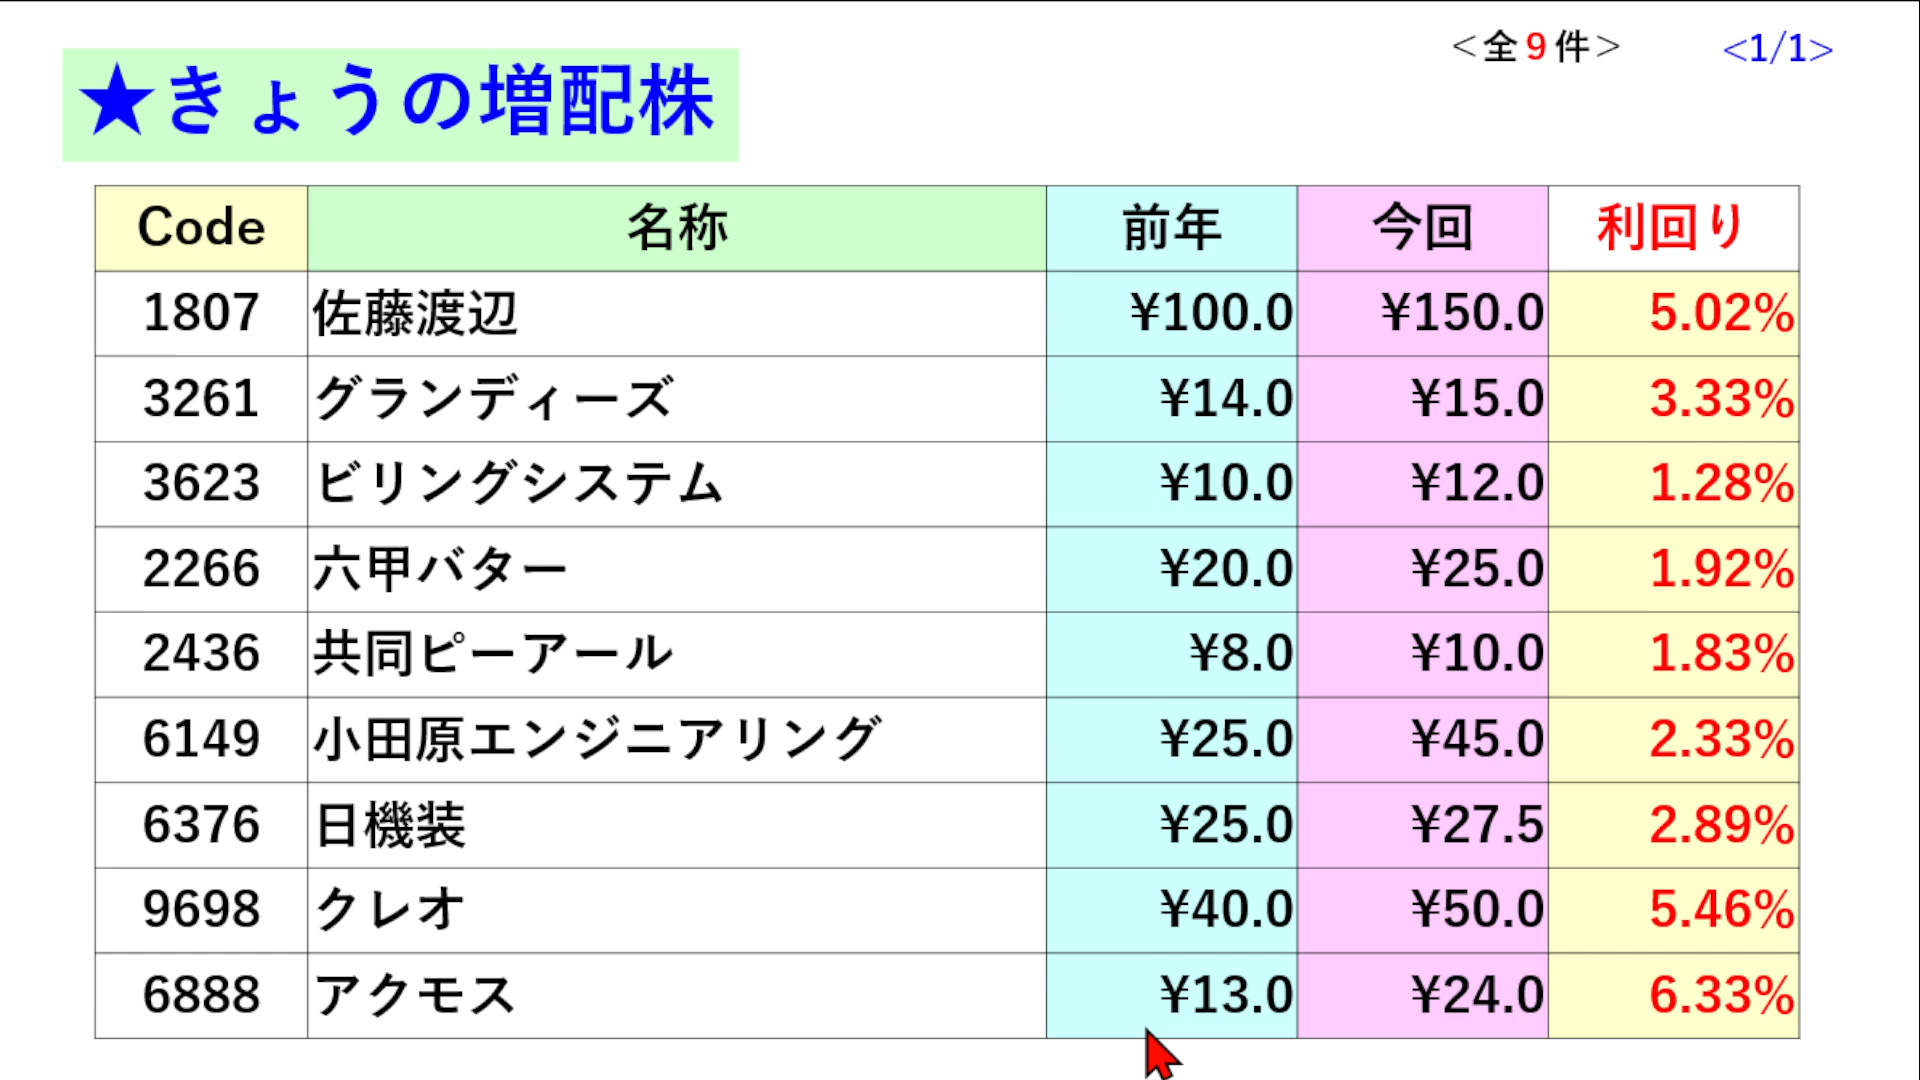 <全9件> <1/1>
★きょうの増配株
Code 名称 前年 今回 利回り
1807 佐藤渡辺 ¥100.0 ¥150.0 5.02%
3261 グランディーズ ¥14.0 ¥15.0 3.33%
3623 ビリングシステム ¥10.0 ¥12.0 1.28%
2266 六甲バター ¥20.0 ¥25.0 1.92%
2436 共同ピーアール ¥8.0 ¥10.0 1.83%
6149 小田原エンジニアリング ¥25.0 ¥45.0 2.33%
6376 日機装 ¥25.0 ¥27.5 2.89%
9698 クレオ ¥40.0 ¥50.0 5.46%
6888 アクモス ¥13.0 ¥24.0 6.33%